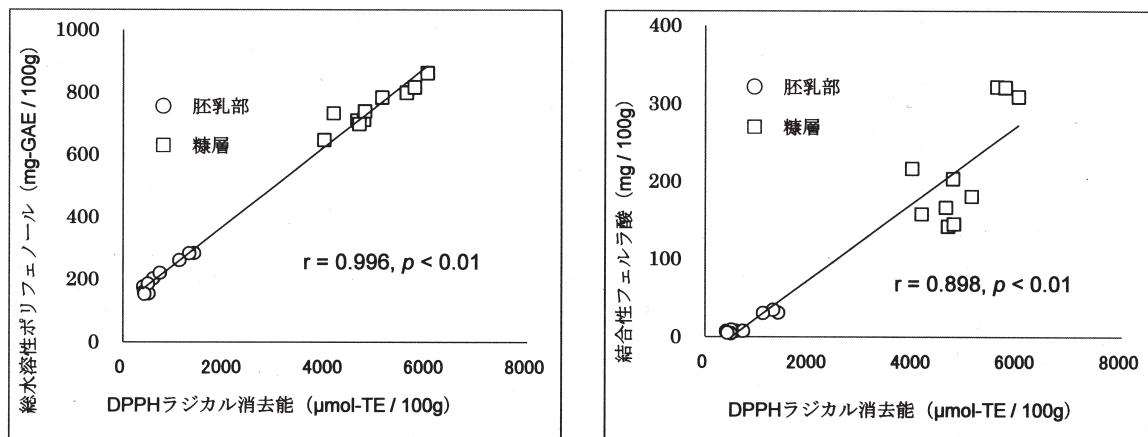 総水溶性ポリフェノール（mg-GAE / 100g）
1000
800
600
400
200
0
○ 胚乳部
□ 糠層
r = 0.996, p < 0.01
0 2000 4000 6000 8000
DPPHラジカル消去能（μmol-TE / 100g）
結合性フェルラ酸（mg / 100g）
400
300
200
100
0
○ 胚乳部
□ 糠層
r = 0.898, p < 0.01
0 2000 4000 6000 8000
DPPHラジカル消去能（μmol-TE / 100g）